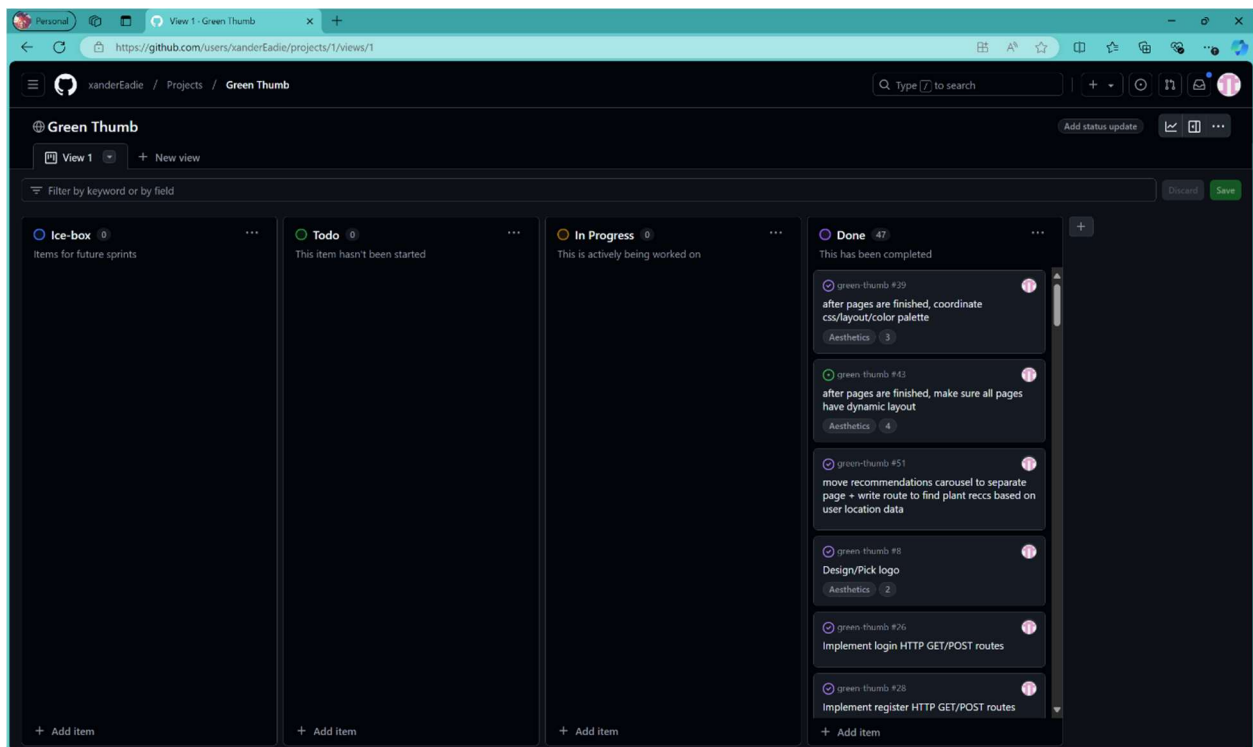 Personal
View 1 · Green Thumb
https://github.com/users/xanderEadie/projects/1/views/1
xanderEadie / Projects / Green Thumb
Type / to search
Green Thumb
Add status update
View 1
+ New view
Filter by keyword or by field
Discard
Save
Ice-box 0
Items for future sprints
+ Add item
Todo 0
This item hasn't been started
+ Add item
In Progress 0
This is actively being worked on
+ Add item
Done 47
This has been completed
green-thumb #39
after pages are finished, coordinate
css/layout/color palette
Aesthetics 3
green-thumb #43
after pages are finished, make sure all pages
have dynamic layout
Aesthetics 4
green-thumb #51
move recommendations carousel to separate
page + write route to find plant reccs based on
user location data
green-thumb #8
Design/Pick logo
Aesthetics 2
green-thumb #26
Implement login HTTP GET/POST routes
green-thumb #28
Implement register HTTP GET/POST routes
+ Add item